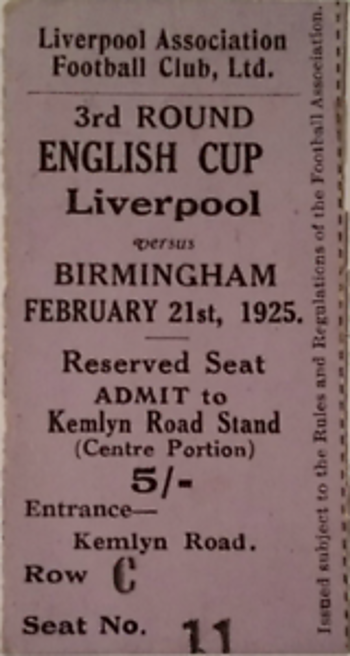 Liverpool Association
Football Club, Ltd.
3rd ROUND
ENGLISH CUP
Liverpool
versus
BIRMINGHAM
FEBRUARY 21st, 1925.
Reserved Seat
ADMIT to
Kemlyn Road Stand
(Centre Portion)
5/-
Entrance—
Kemlyn Road.
Row C
Seat No. 11
Issued subject to the Rules and Regulations of the Football Association.